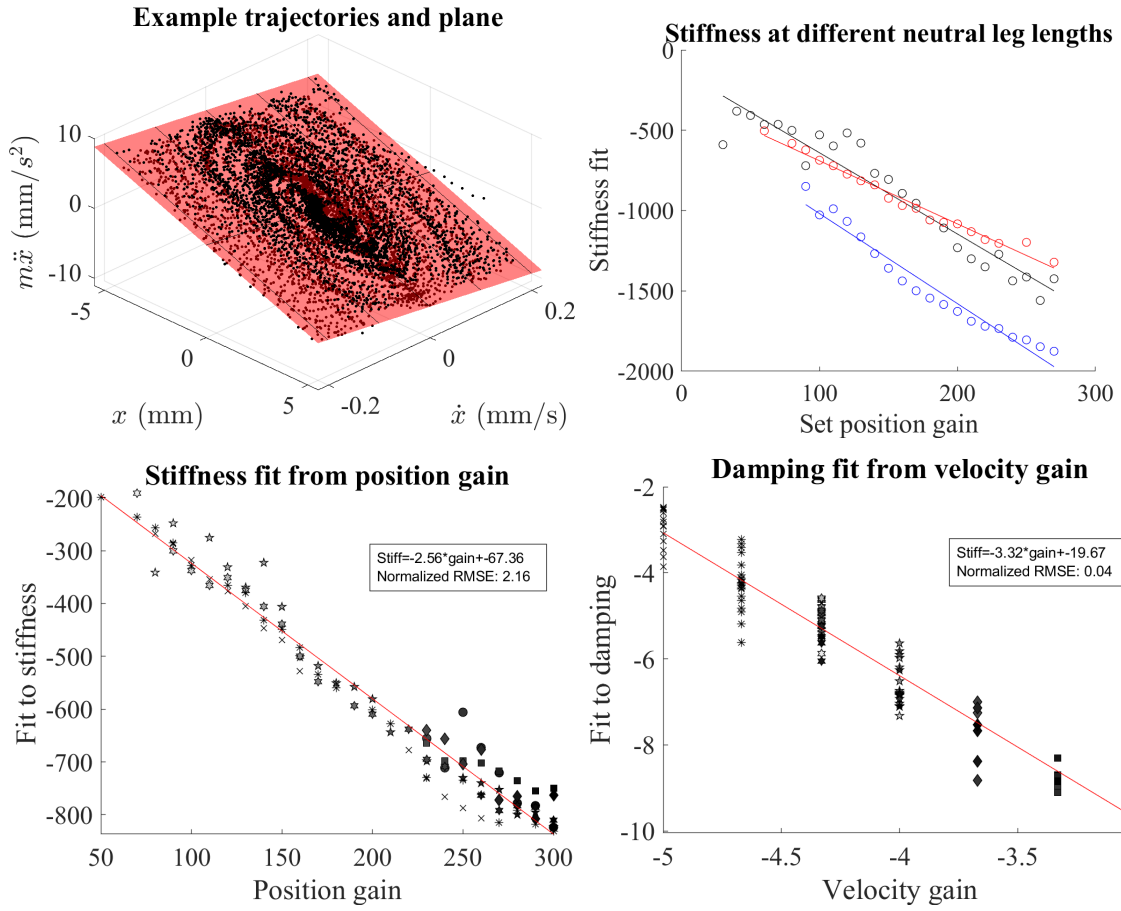 Example trajectories and plane
10
0
-10
mẍ (mm/s²)
-5
0
5
x (mm)
-0.2
0
0.2
ẋ (mm/s)
Stiffness at different neutral leg lengths
0
-500
-1000
-1500
-2000
Stiffness fit
0
100
200
300
Set position gain
Stiffness fit from position gain
-200
-300
-400
-500
-600
-700
-800
Fit to stiffness
Stiff=-2.56*gain+-67.36
Normalized RMSE: 2.16
50
100
150
200
250
300
Position gain
Damping fit from velocity gain
-2
-4
-6
-8
-10
Fit to damping
Stiff=-3.32*gain+-19.67
Normalized RMSE: 0.04
-5
-4.5
-4
-3.5
Velocity gain